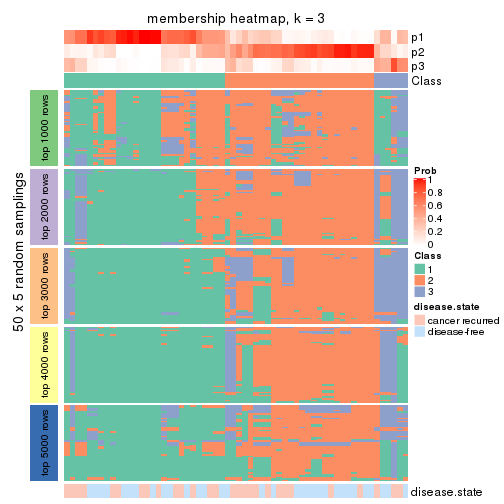 membership heatmap, k = 3
p1
p2
p3
Class
50 x 5 random samplings
top 1000 rows
top 2000 rows
top 3000 rows
top 4000 rows
top 5000 rows
Prob
1
0.8
0.6
0.4
0.2
0
Class
1
2
3
disease.state
cancer recurred
disease-free
disease.state